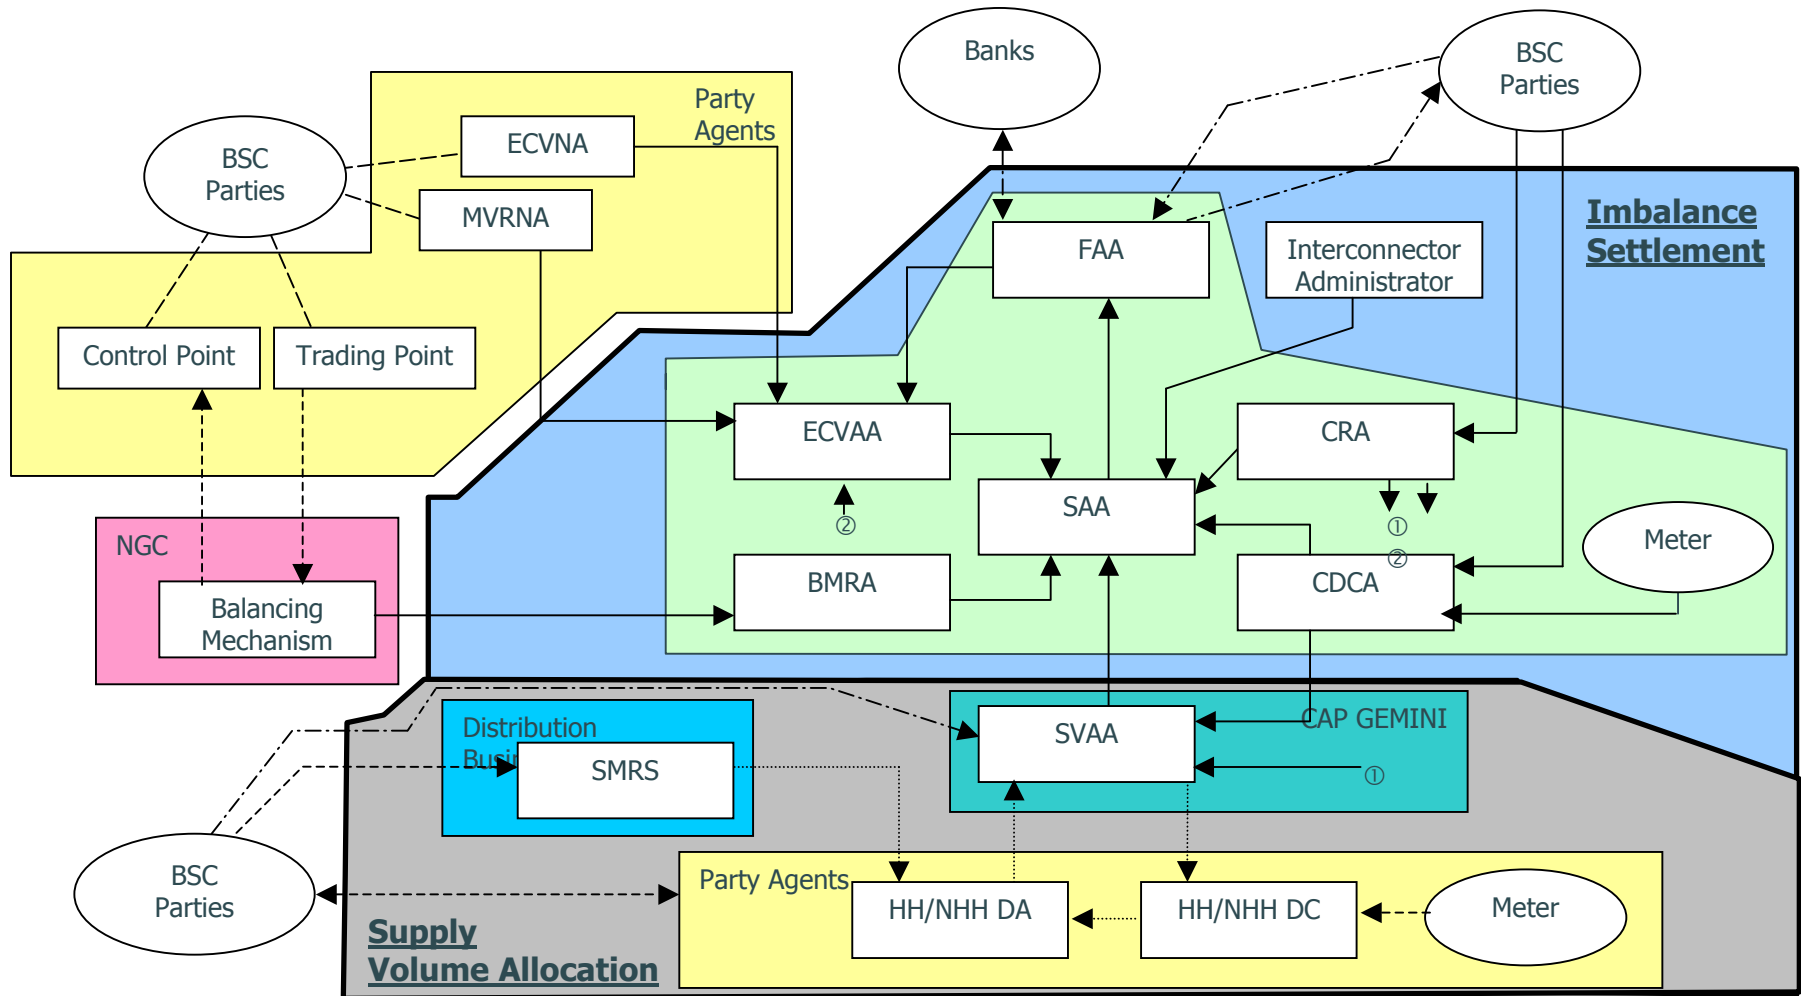 Banks
BSC
Parties
Party
Agents
ECVNA
BSC
Parties
MVRNA
Imbalance
Settlement
FAA
Interconnector
Administrator
Control Point
Trading Point
ECVAA
CRA
SAA
②
①
②
NGC
Meter
BMRA
CDCA
Balancing
Mechanism
CAP GEMINI
SVAA
Distribution
SMRS
①
BSC
Parties
Party Agents
HH/NHH DA
HH/NHH DC
Meter
Supply
Volume Allocation